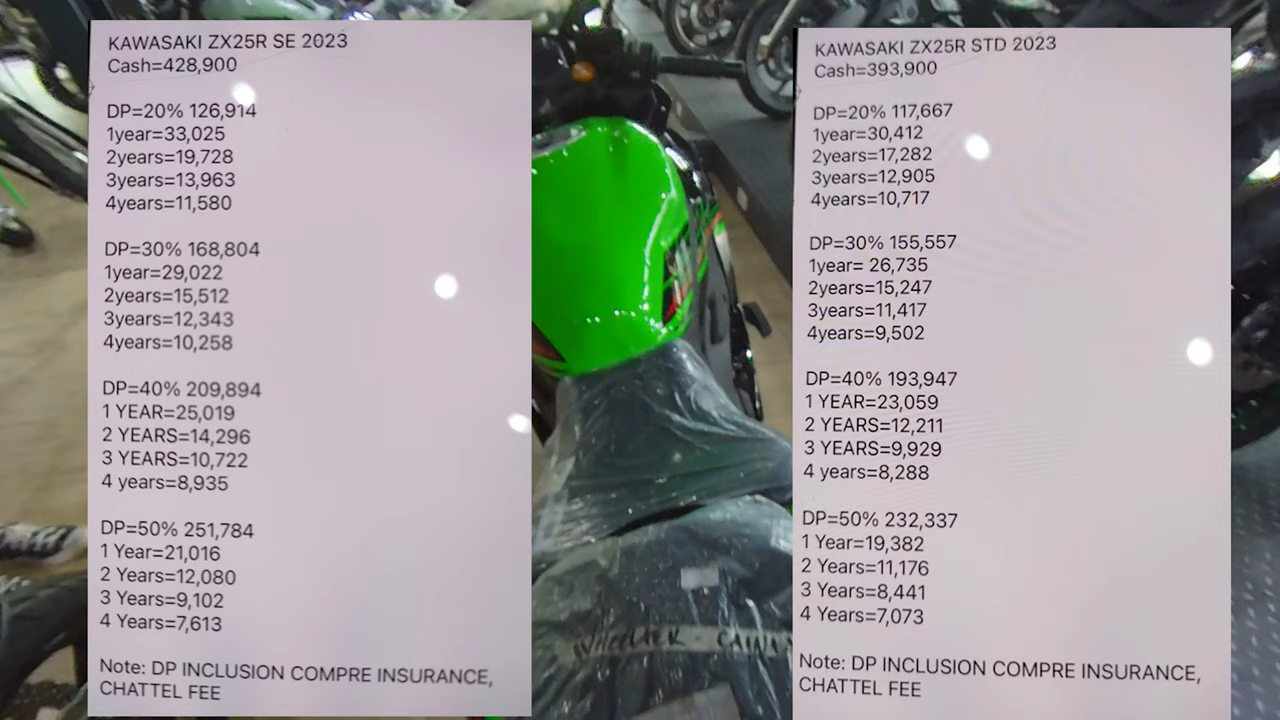 KAWASAKI ZX25R SE 2023
Cash=428,900
DP=20% 126,914
1year=33,025
2years=19,728
3years=13,963
4years=11,580
DP=30% 168,804
1year=29,022
2years=15,512
3years=12,343
4years=10,258
DP=40% 209,894
1 YEAR=25,019
2 YEARS=14,296
3 YEARS=10,722
4 years=8,935
DP=50% 251,784
1 Year=21,016
2 Years=12,080
3 Years=9,102
4 Years=7,613
Note: DP INCLUSION COMPRE INSURANCE,
CHATTEL FEE
KAWASAKI ZX25R STD 2023
Cash=393,900
DP=20% 117,667
1year=30,412
2years=17,282
3years=12,905
4years=10,717
DP=30% 155,557
1year= 26,735
2years=15,247
3years=11,417
4years=9,502
DP=40% 193,947
1 YEAR=23,059
2 YEARS=12,211
3 YEARS=9,929
4 years=8,288
DP=50% 232,337
1 Year=19,382
2 Years=11,176
3 Years=8,441
4 Years=7,073
Note: DP INCLUSION COMPRE INSURANCE,
CHATTEL FEE